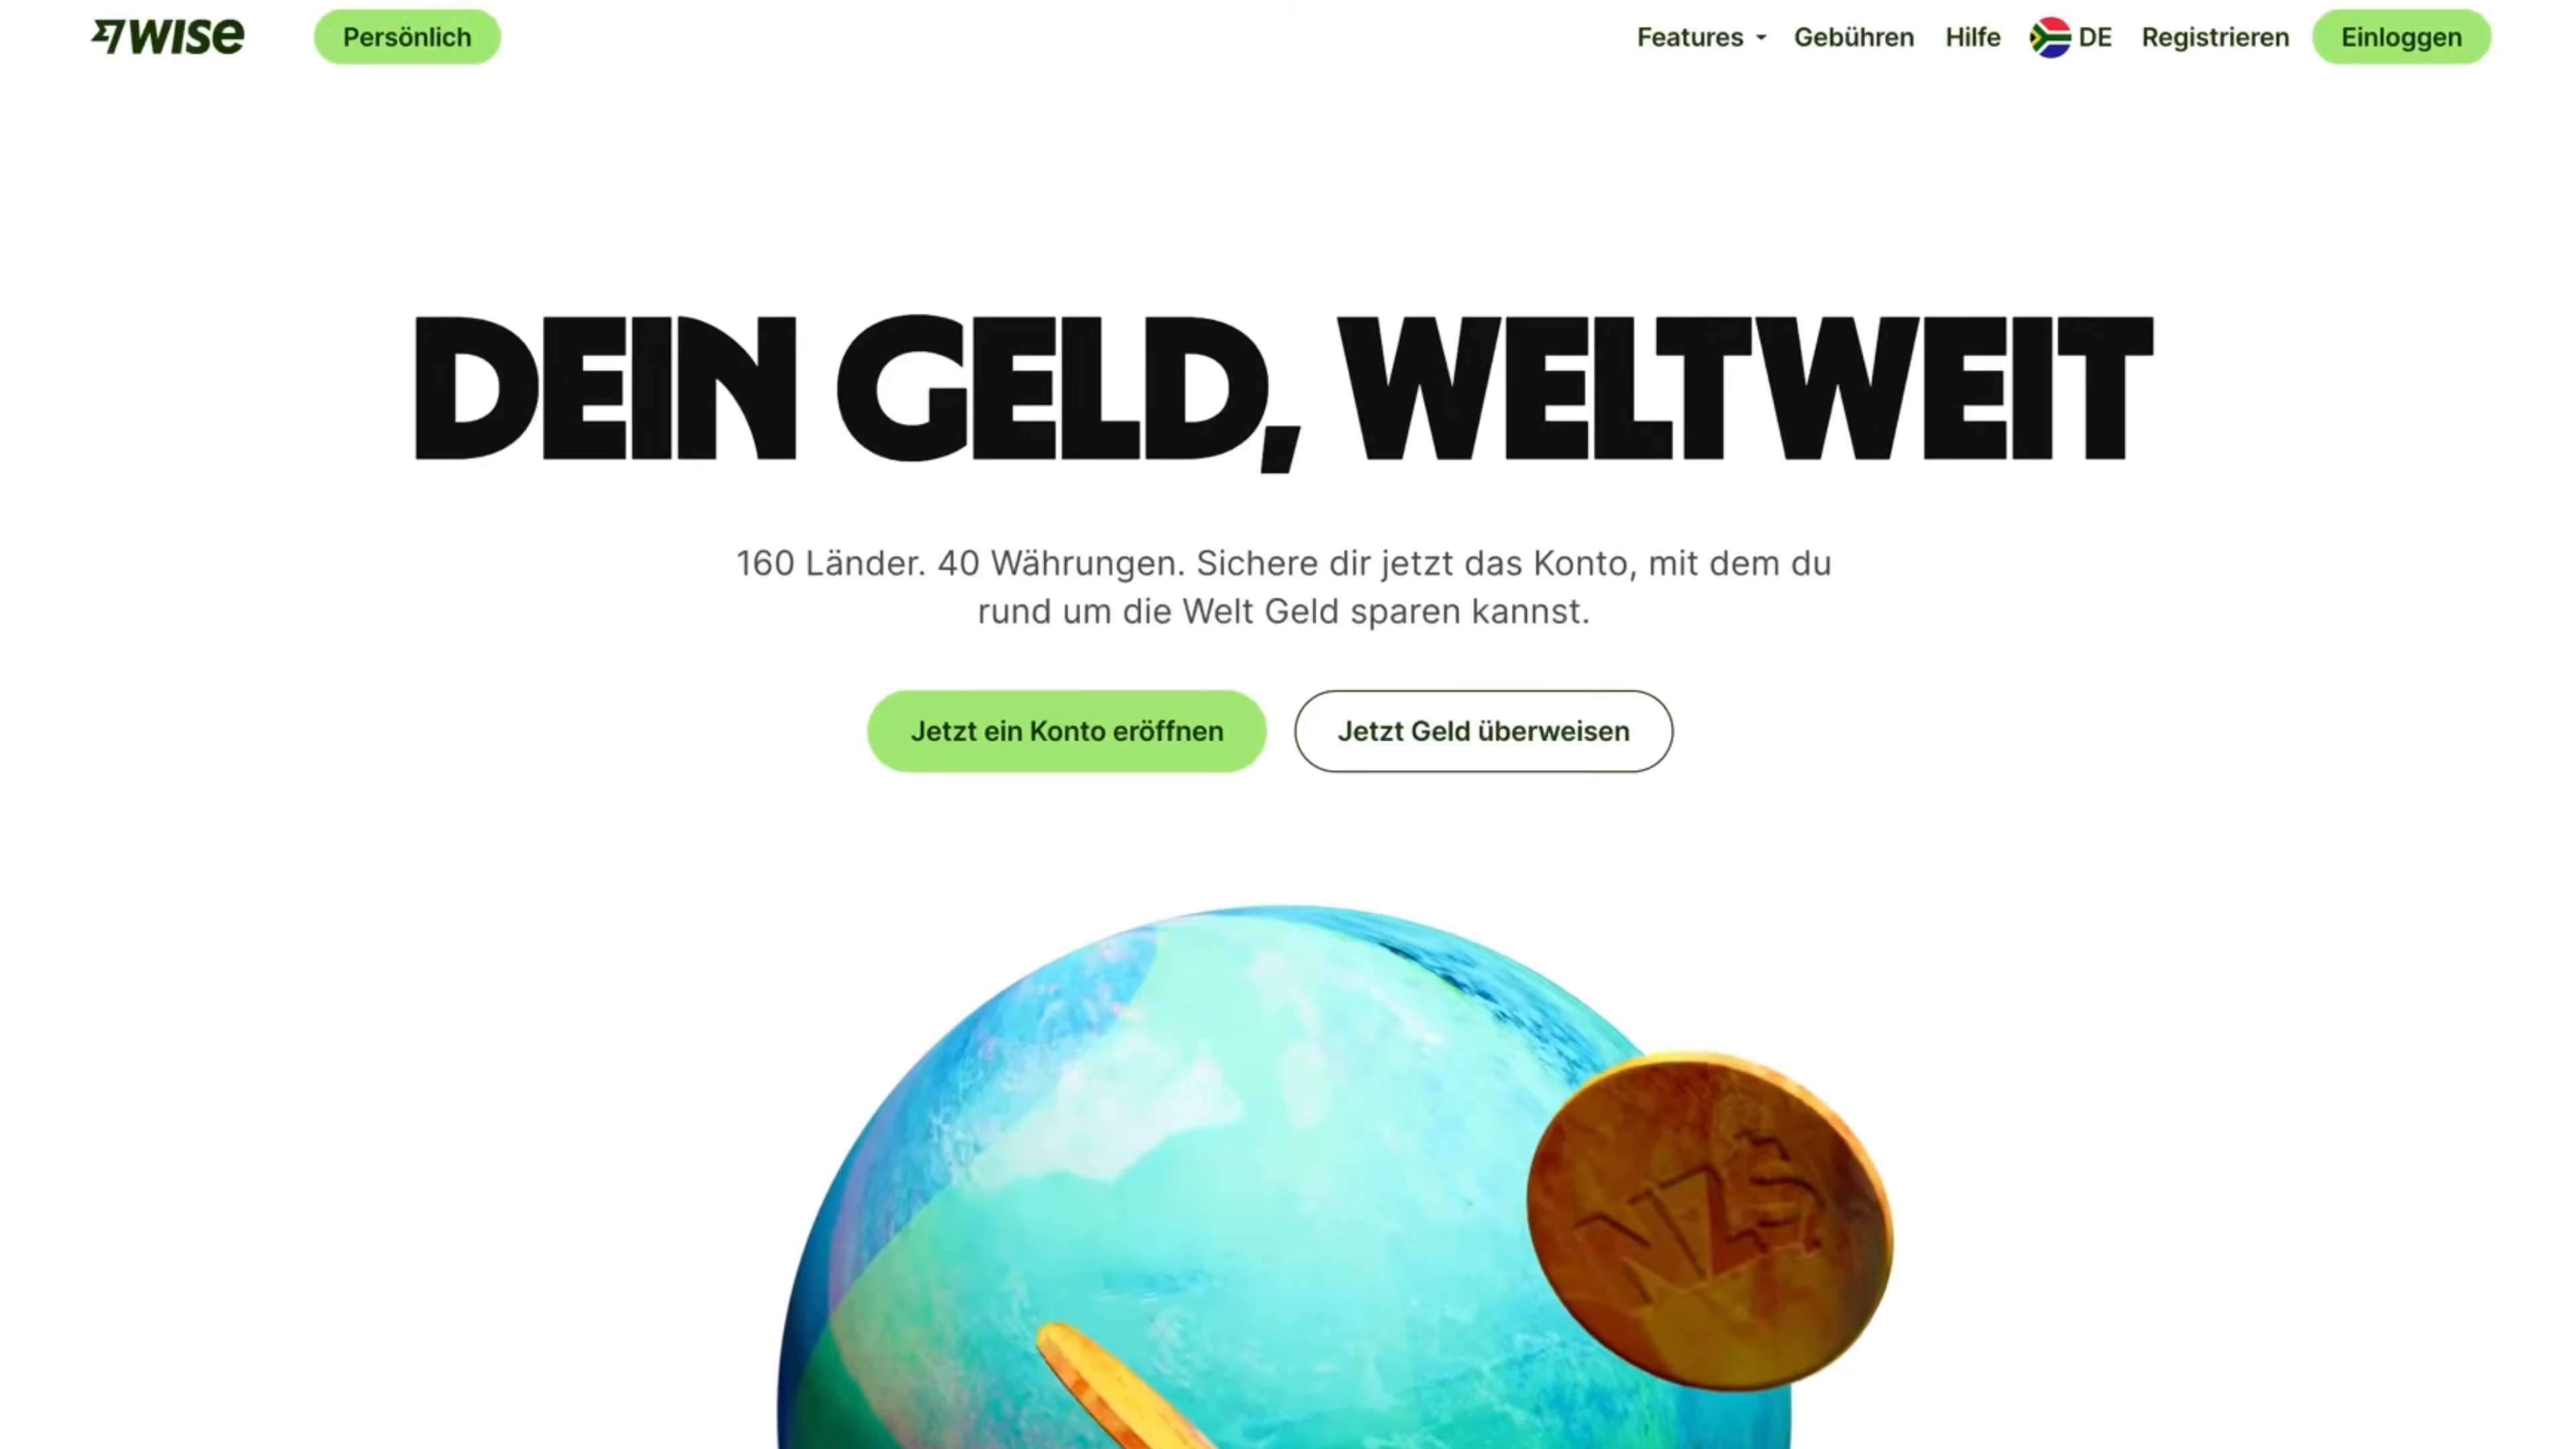 WISE
Persönlich
Features
Gebühren
Hilfe
DE
Registrieren
Einloggen
DEIN GELD, WELTWEIT
160 Länder. 40 Währungen. Sichere dir jetzt das Konto, mit dem du
rund um die Welt Geld sparen kannst.
Jetzt ein Konto eröffnen
Jetzt Geld überweisen